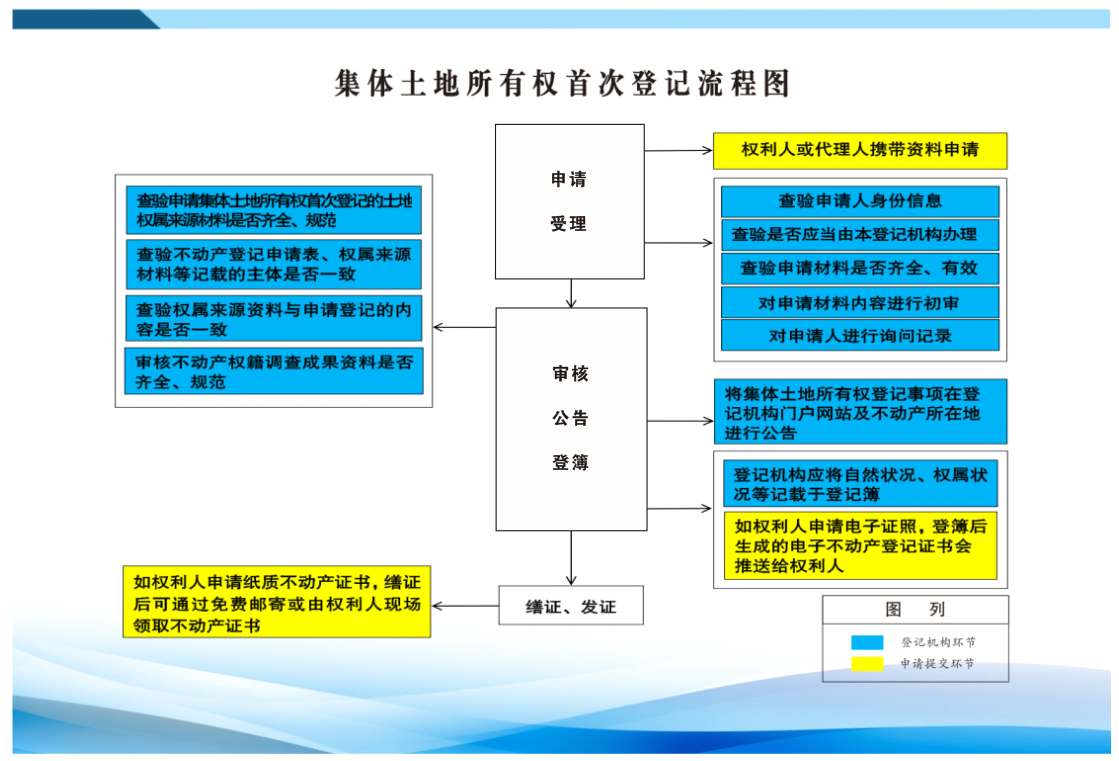 集体土地所有权首次登记流程图
申请
受理
权利人或代理人携带资料申请
查验申请人身份信息
查验是否应当由本登记机构办理
查验申请材料是否齐全、有效
对申请材料内容进行初审
对申请人进行询问记录
查验申请集体土地所有权首次登记的土地
权属来源材料是否齐全、规范
查验不动产登记申请表、权属来源
材料等记载的主体是否一致
查验权属来源资料与申请登记的内
容是否一致
审核不动产权籍调查成果资料是否
齐全、规范
审核
公告
登簿
将集体土地所有权登记事项在登
记机构门户网站及不动产所在地
进行公告
登记机构应将自然状况、权属状
况等记载于登记簿
如权利人申请电子证照，登簿后
生成的电子不动产登记证书会
推送给权利人
如权利人申请纸质不动产证书，缮证
后可通过免费邮寄或由权利人现场
领取不动产证书
缮证、发证
图 列
登记机构环节
申请提交环节